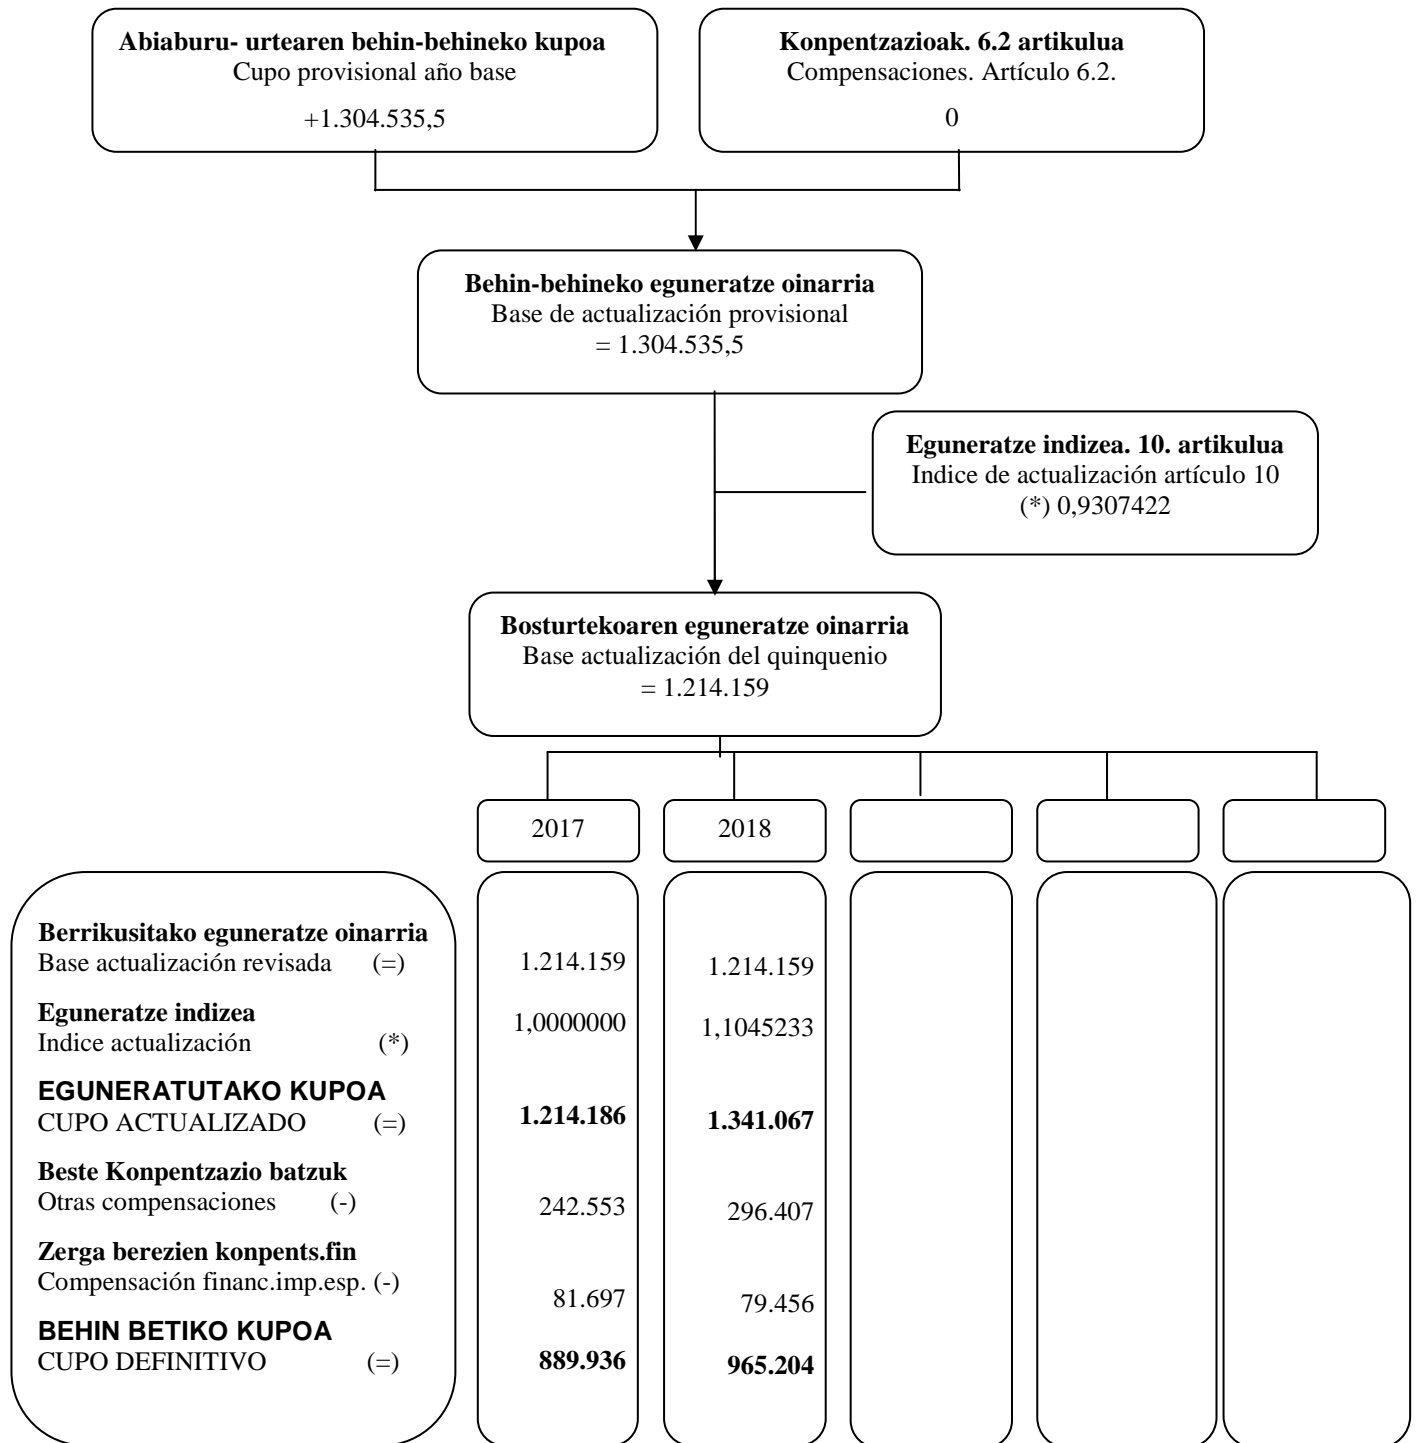 Abiaburu- urtearen behin-behineko kupoa
Cupo provisional año base
+1.304.535,5
Konpentzazioak. 6.2 artikulua
Compensaciones. Artículo 6.2.
0
Behin-behineko eguneratze oinarria
Base de actualización provisional
= 1.304.535,5
Eguneratze indizea. 10. artikulua
Indice de actualización artículo 10
(*) 0,9307422
Bosturtekoaren eguneratze oinarria
Base actualización del quinquenio
= 1.214.159
2017 2018
Berrikusitako eguneratze oinarria
Base actualización revisada (=) 1.214.159 1.214.159
Eguneratze indizea
Indice actualización (*) 1,0000000 1,1045233
EGUNERATUTAKO KUPOA
CUPO ACTUALIZADO (=) 1.214.186 1.341.067
Beste Konpentzazio batzuk
Otras compensaciones (-) 242.553 296.407
Zerga berezien konpents.fin
Compensación financ.imp.esp. (-) 81.697 79.456
BEHIN BETIKO KUPOA
CUPO DEFINITIVO (=) 889.936 965.204